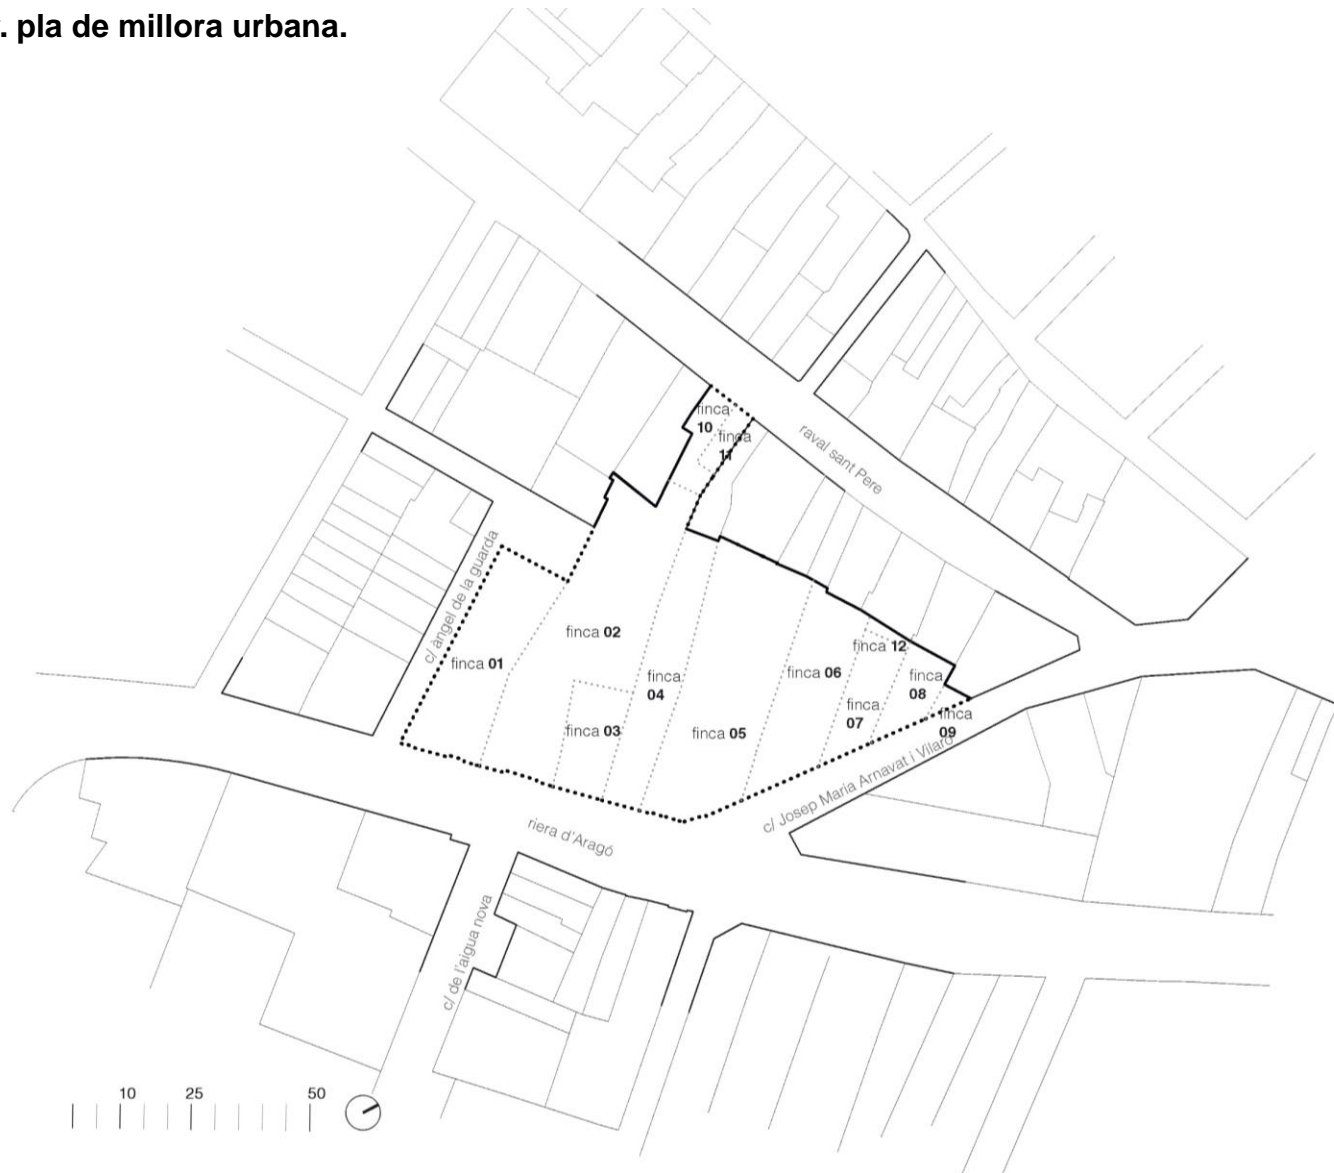 . pla de millora urbana.
finca
10
finca
11
raval sant Pere
c/ àngel de la guarda
finca 02
finca 01
finca
04
finca 03
finca 05
finca 06
finca 12
finca
08
finca
07
finca
09
c/ Josep Maria Arnavat i Vilaró
riera d'Aragó
c/ de l'aigua nova
10 25 50